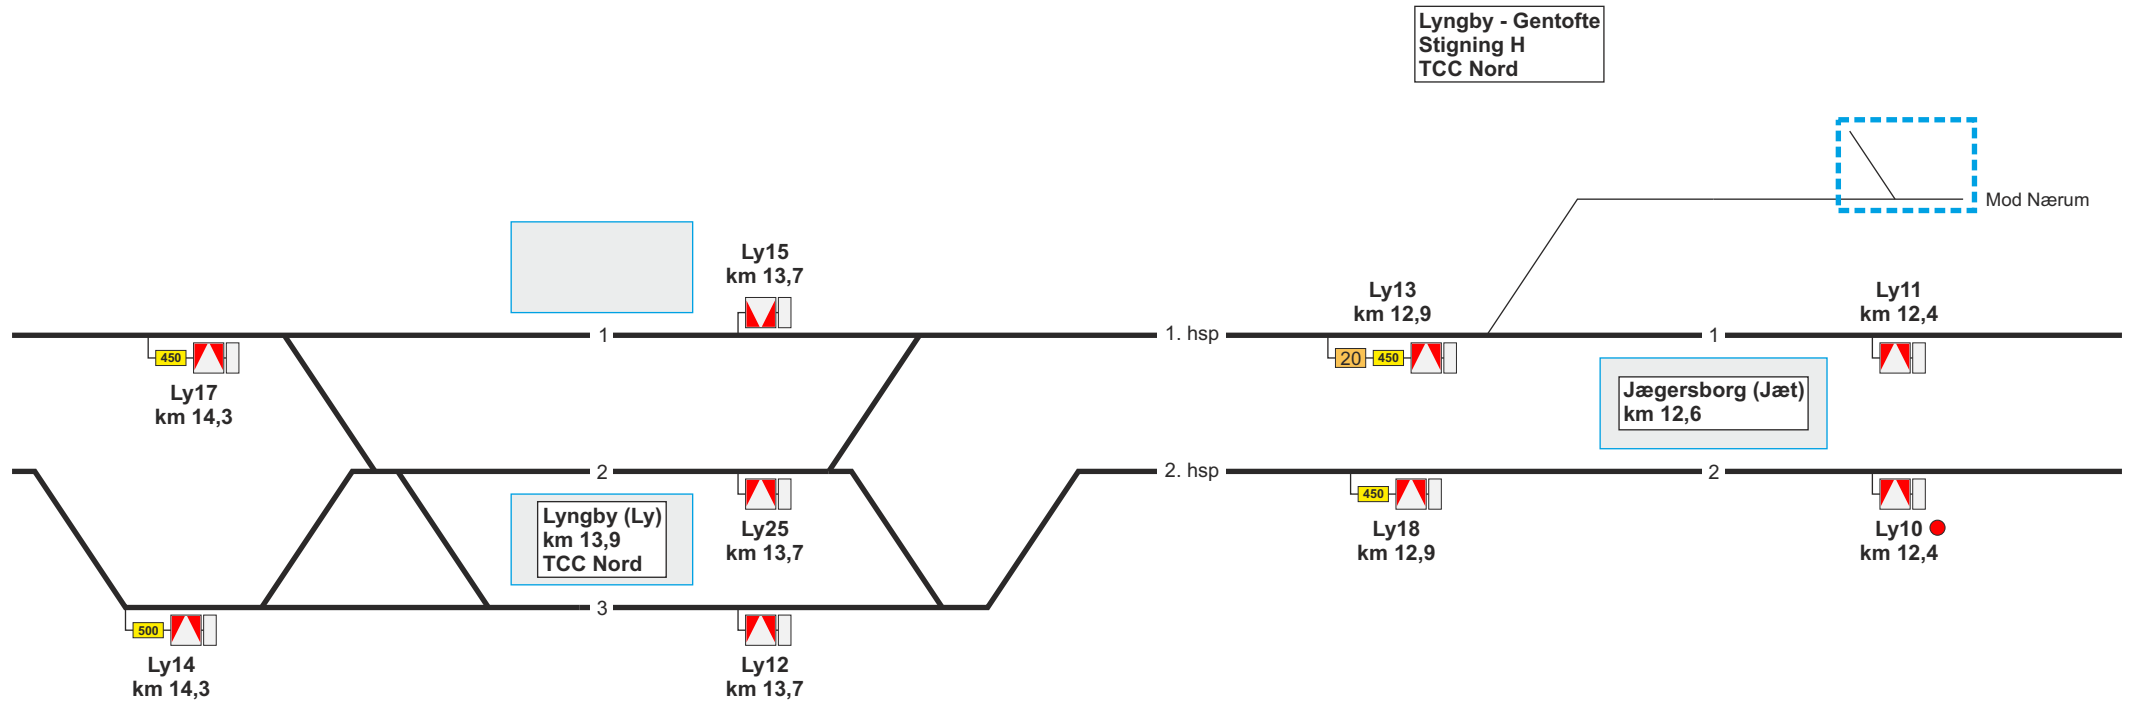 Lyngby - Gentofte
Stigning H
TCC Nord
Mod Nærum
Ly15
km 13,7
Ly13
km 12,9
Ly11
km 12,4
1
1. hsp
1
450
Ly17
km 14,3
20
450
Jægersborg (Jæt)
km 12,6
2
2. hsp
2
Lyngby (Ly)
km 13,9
TCC Nord
Ly25
km 13,7
450
Ly18
km 12,9
Ly10
km 12,4
3
500
Ly14
km 14,3
Ly12
km 13,7